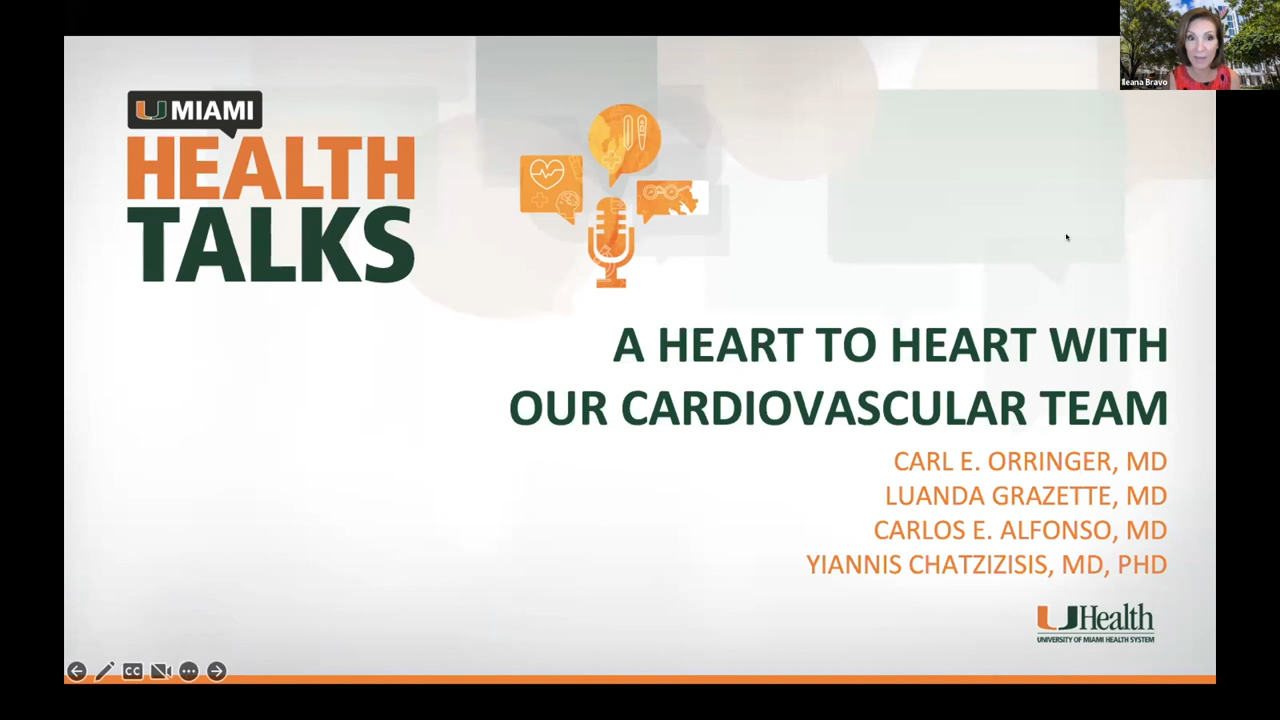 Ileana Bravo
U MIAMI
HEALTH
TALKS
A HEART TO HEART WITH
OUR CARDIOVASCULAR TEAM
CARL E. ORRINGER, MD
LUANDA GRAZETTE, MD
CARLOS E. ALFONSO, MD
YIANNIS CHATZIZISIS, MD, PHD
UHealth
UNIVERSITY OF MIAMI HEALTH SYSTEM
CC